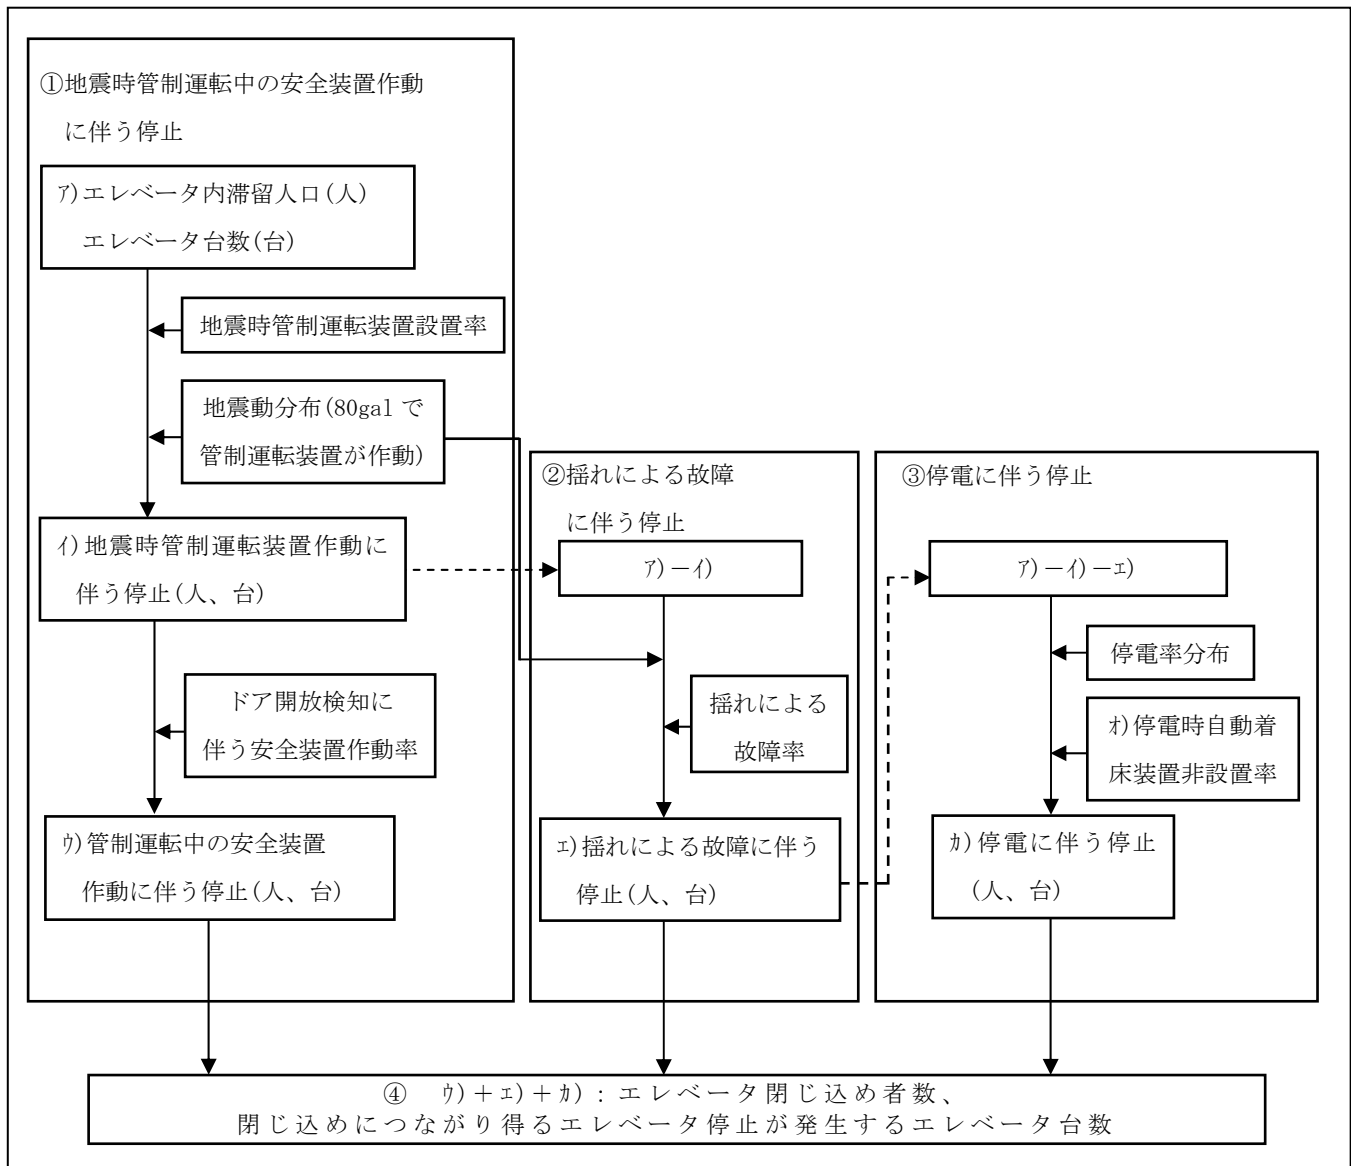 ①地震時管制運転中の安全装置作動
に伴う停止
ｱ)エレベータ内滞留人口(人)
エレベータ台数(台)
地震時管制運転装置設置率
地震動分布(80galで
管制運転装置が作動)
ｲ)地震時管制運転装置作動に
伴う停止(人、台)
ドア開放検知に
伴う安全装置作動率
ｳ)管制運転中の安全装置
作動に伴う停止(人、台)
②揺れによる故障
に伴う停止
ｱ)－ｲ)
揺れによる
故障率
ｴ)揺れによる故障に伴う
停止(人、台)
③停電に伴う停止
ｱ)－ｲ)－ｴ)
停電率分布
ｵ)停電時自動着
床装置非設置率
ｶ)停電に伴う停止
(人、台)
④　ｳ)＋ｴ)＋ｶ)：エレベータ閉じ込め者数、
閉じ込めにつながり得るエレベータ停止が発生するエレベータ台数